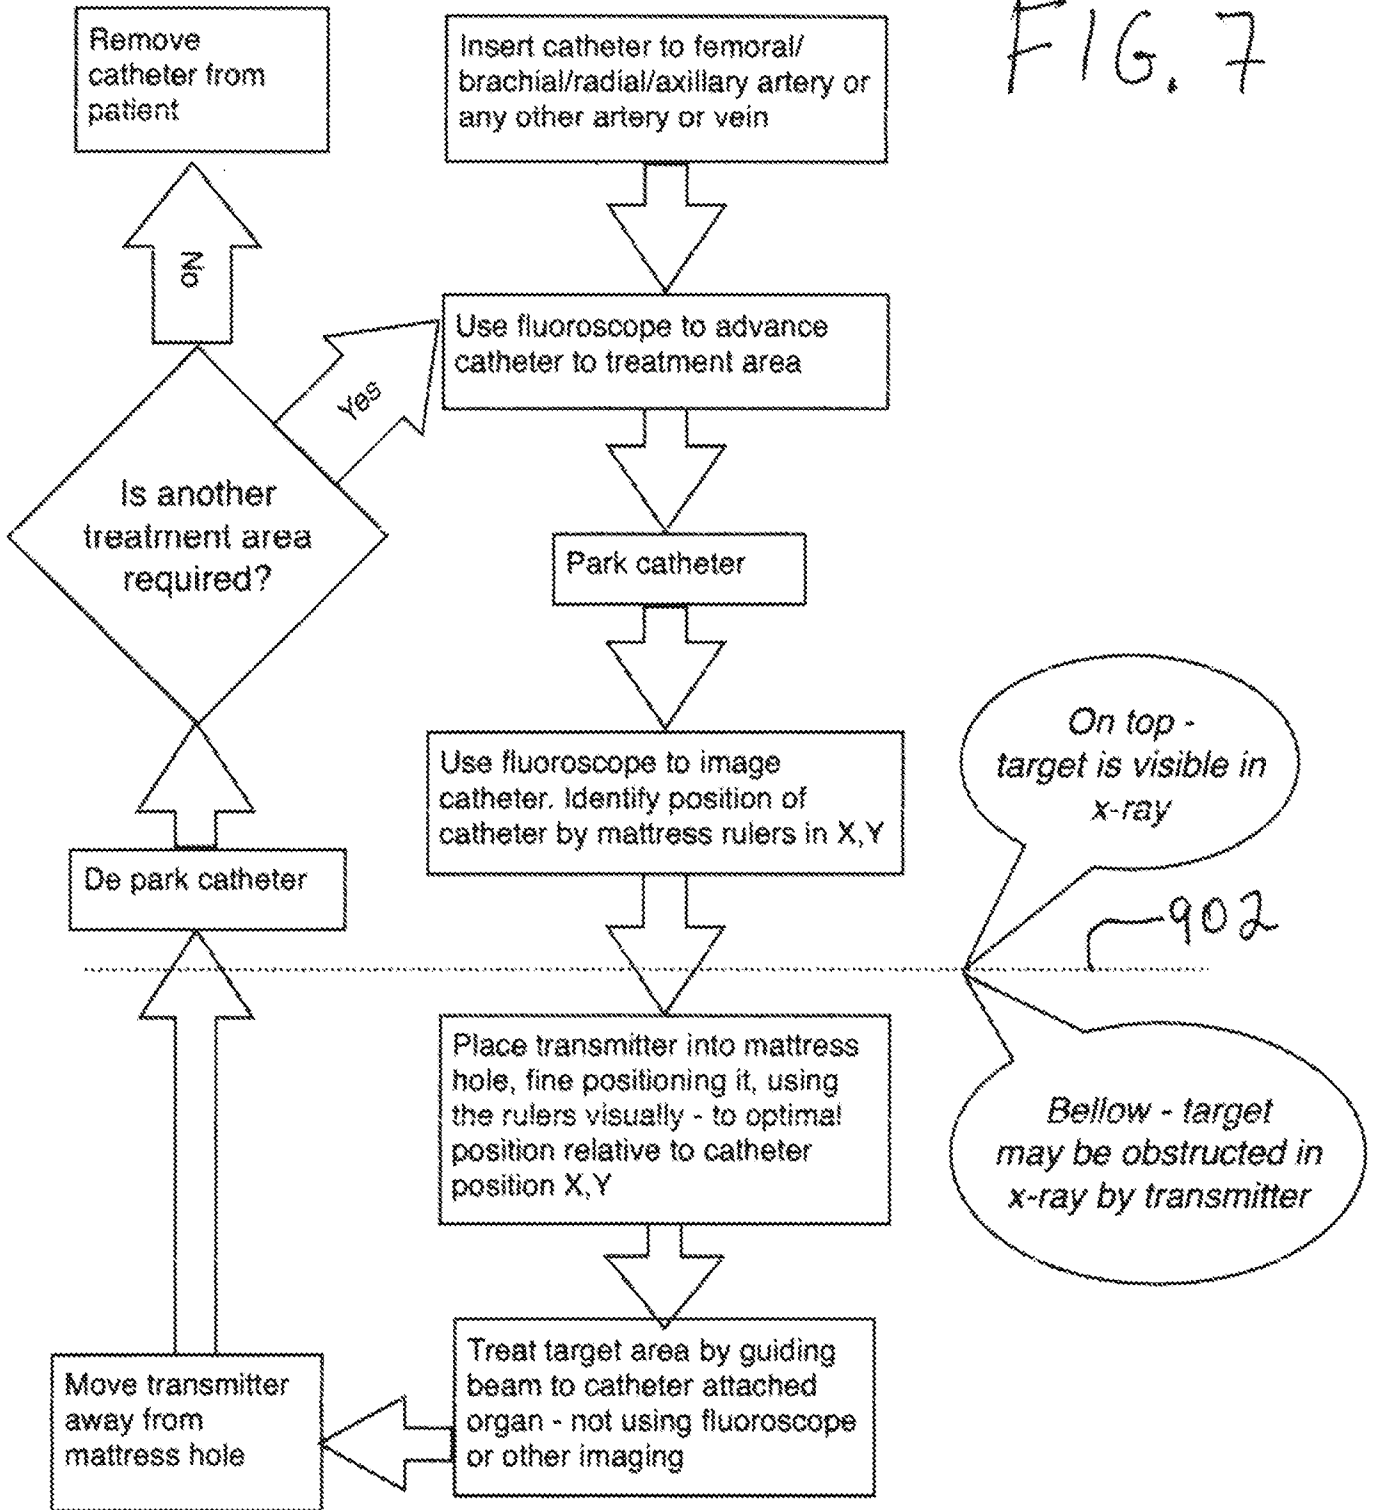 FIG. 7
Remove
catheter from
patient
Insert catheter to femoral/
brachial/radial/axillary artery or
any other artery or vein
No
Use fluoroscope to advance
catheter to treatment area
Yes
Is another
treatment area
required?
Park catheter
Use fluoroscope to image
catheter. Identify position of
catheter by mattress rulers in X,Y
On top -
target is visible in
x-ray
De park catheter
902
Place transmitter into mattress
hole, fine positioning it, using
the rulers visually - to optimal
position relative to catheter
position X,Y
Bellow - target
may be obstructed in
x-ray by transmitter
Treat target area by guiding
beam to catheter attached
organ - not using fluoroscope
or other imaging
Move transmitter
away from
mattress hole